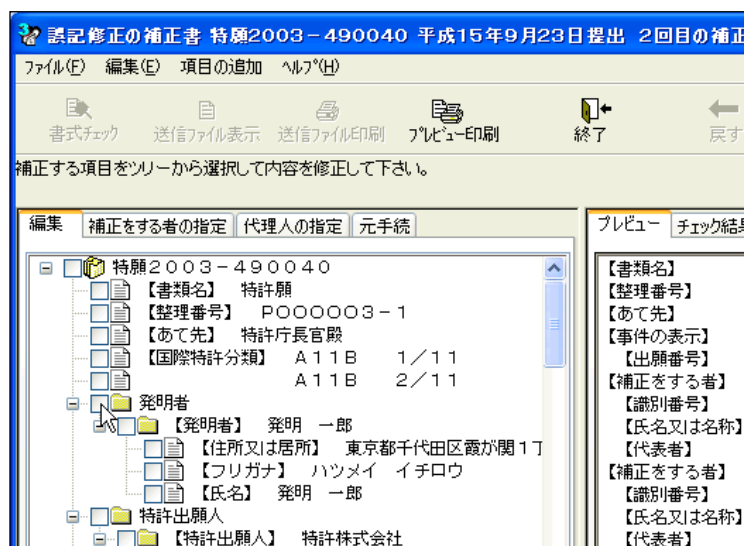 誤記修正の補正書 特願2003-490040 平成15年9月23日提出 2回目の補正
ファイル(F) 編集(E) 項目の追加 ヘルプ(H)
書式チェック 送信ファイル表示 送信ファイル印刷 プレビュー印刷 終了 戻す
補正する項目をツリーから選択して内容を修正して下さい。
編集 補正をする者の指定 代理人の指定 元手続
特願2003-490040
【書類名】 特許願
【整理番号】 P000003-1
【あて先】 特許庁長官殿
【国際特許分類】 A11B 1/11
A11B 2/11
発明者
【発明者】 発明 一郎
【住所又は居所】 東京都千代田区霞が関1丁
【フリガナ】 ハツメイ イチロウ
【氏名】 発明 一郎
特許出願人
【特許出願人】 特許株式会社
プレビュー チェック結果
【書類名】
【整理番号】
【あて先】
【事件の表示】
【出願番号】
【補正をする者】
【識別番号】
【氏名又は名称】
【代表者】
【補正をする者】
【識別番号】
【氏名又は名称】
【代表者】